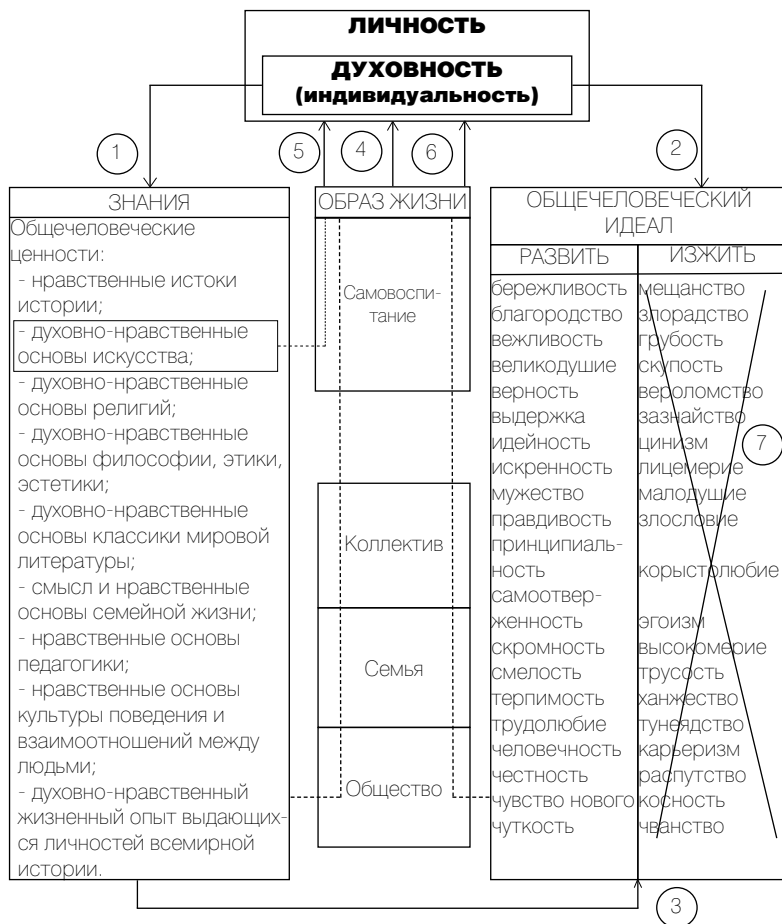 ЛИЧНОСТЬ
ДУХОВНОСТЬ
(индивидуальность)
1
5
4
6
2
ЗНАНИЯ
Общечеловеческие
ценности:
- нравственные истоки
истории;
- духовно-нравственные
основы искусства;
- духовно-нравственные
основы религий;
- духовно-нравственные
основы философии, этики,
эстетики;
- духовно-нравственные
основы классики мировой
литературы;
- смысл и нравственные
основы семейной жизни;
- нравственные основы
педагогики;
- нравственные основы
культуры поведения и
взаимоотношений между
людьми;
- духовно-нравственный
жизненный опыт выдающих-
ся личностей всемирной
истории.
ОБРАЗ ЖИЗНИ
Самовоспи-
тание
Коллектив
Семья
Общество
ОБЩЕЧЕЛОВЕЧЕСКИЙ
ИДЕАЛ
РАЗВИТЬ
бережливость
благородство
вежливость
великодушие
верность
выдержка
идейность
искренность
мужество
правдивость
принципиаль-
ность
самоотвер-
женность
скромность
смелость
терпимость
трудолюбие
человечность
честность
чувство нового
чуткость
ИЗЖИТЬ
мещанство
злорадство
грубость
скупость
вероломство
зазнайство
цинизм
лицемерие
малодушие
злословие
корыстолюбие
эгоизм
высокомерие
трусость
ханжество
тунеядство
карьеризм
распутство
косность
чванство
7
3